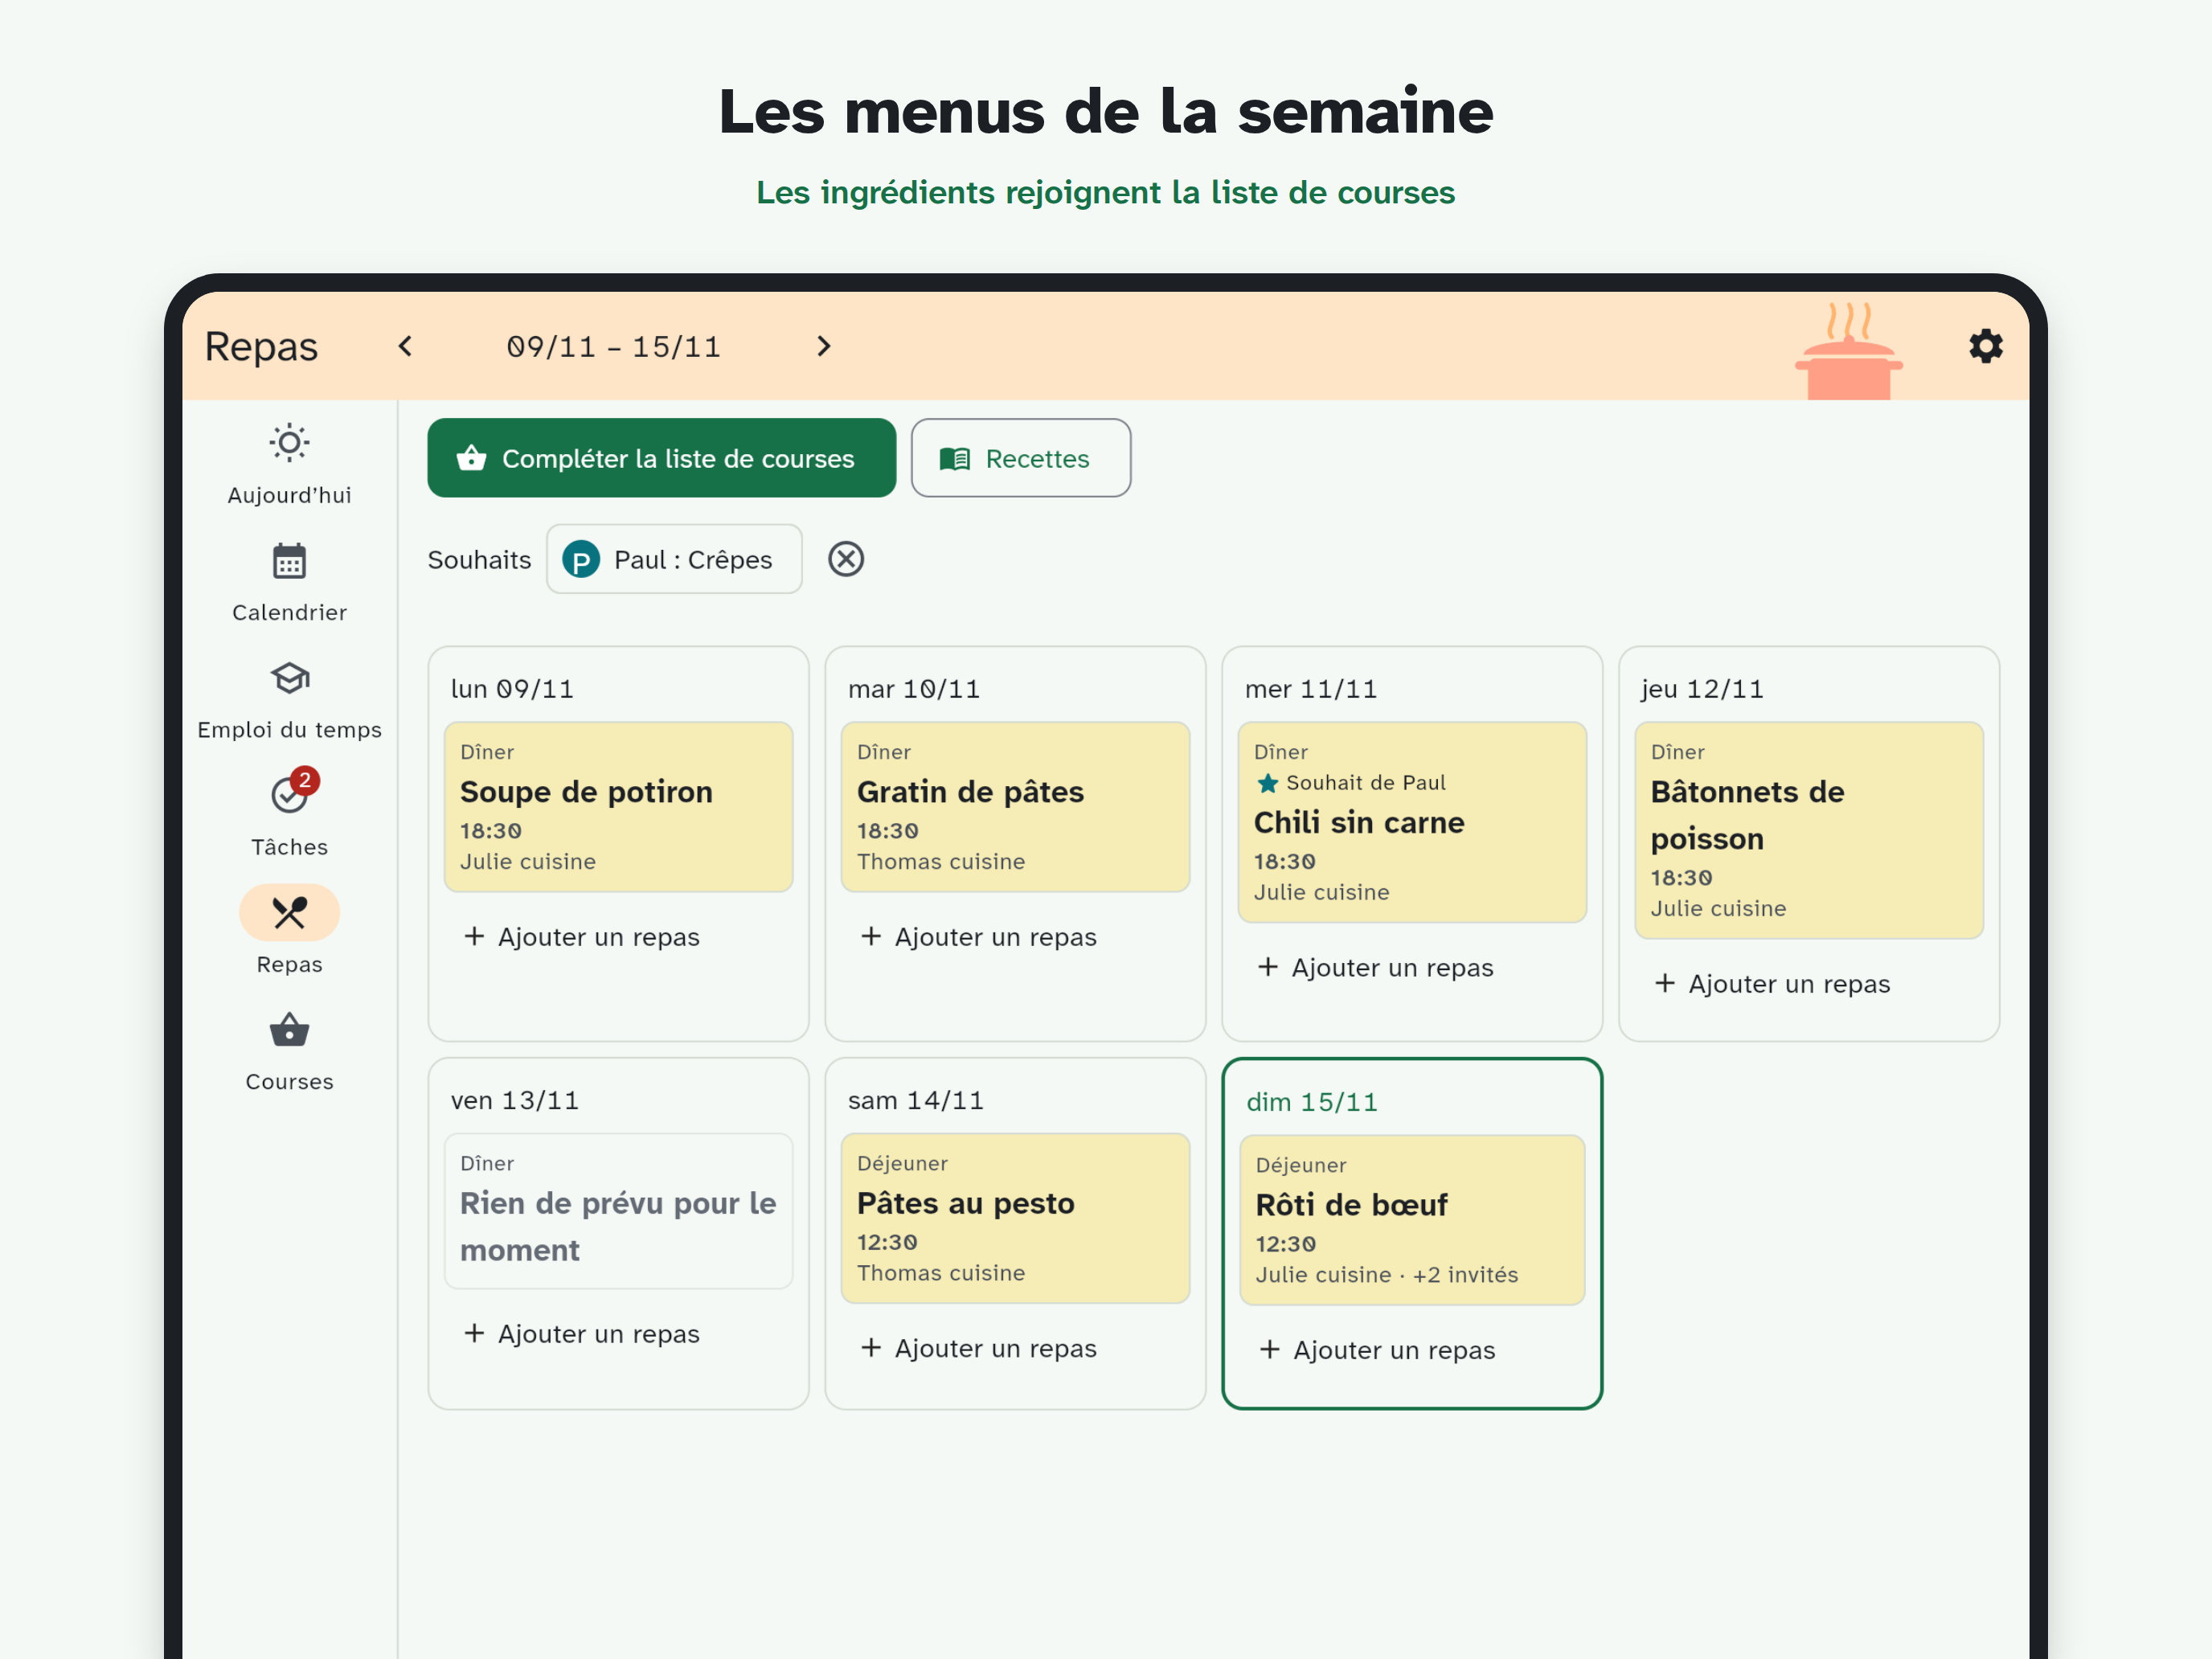 Les menus de la semaine
Les ingrédients rejoignent la liste de courses
Repas
09/11 – 15/11
Aujourd’hui
Calendrier
Emploi du temps
2
Tâches
Repas
Courses
Compléter la liste de courses
Recettes
Souhaits
P
Paul : Crêpes
lun 09/11
Dîner
Soupe de potiron
18:30
Julie cuisine
+ Ajouter un repas
mar 10/11
Dîner
Gratin de pâtes
18:30
Thomas cuisine
+ Ajouter un repas
mer 11/11
Dîner
Souhait de Paul
Chili sin carne
18:30
Julie cuisine
+ Ajouter un repas
jeu 12/11
Dîner
Bâtonnets de
poisson
18:30
Julie cuisine
+ Ajouter un repas
ven 13/11
Dîner
Rien de prévu pour le
moment
+ Ajouter un repas
sam 14/11
Déjeuner
Pâtes au pesto
12:30
Thomas cuisine
+ Ajouter un repas
dim 15/11
Déjeuner
Rôti de bœuf
12:30
Julie cuisine · +2 invités
+ Ajouter un repas